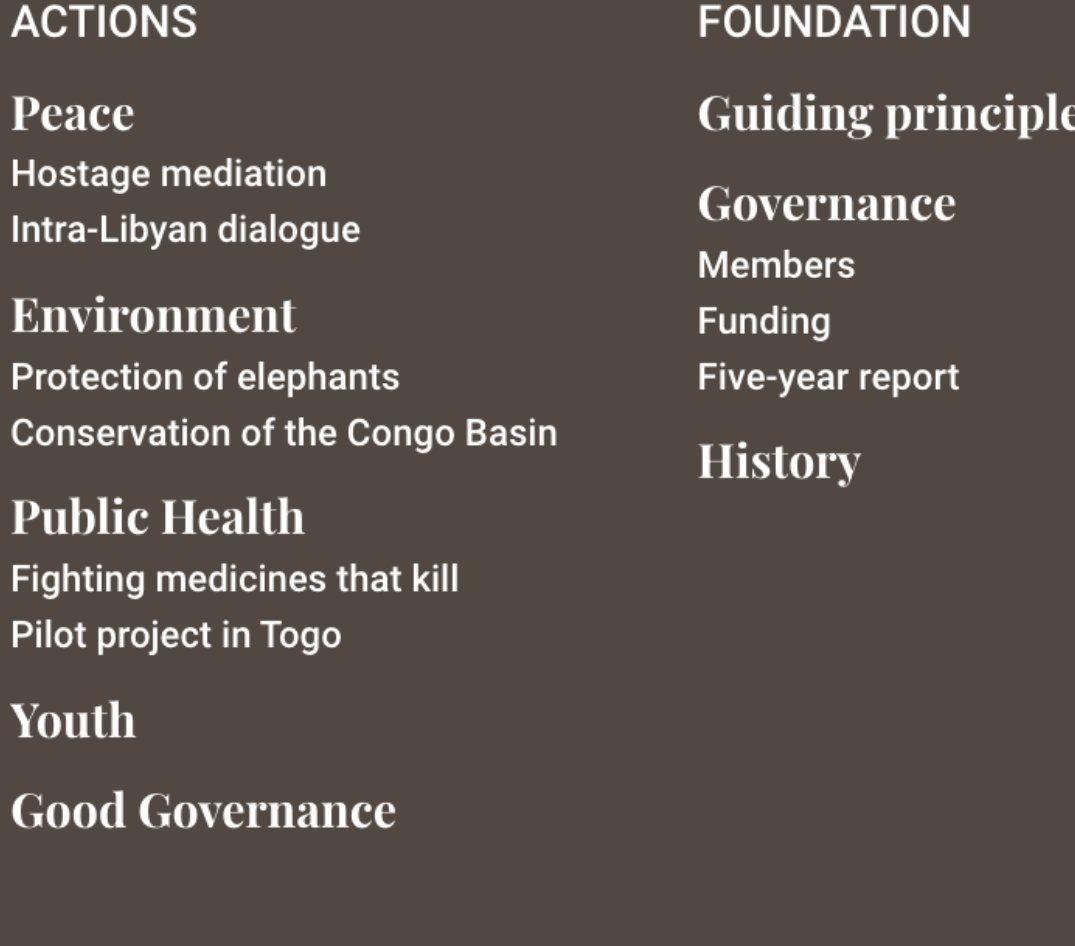 ACTIONS
Peace
Hostage mediation
Intra-Libyan dialogue
Environment
Protection of elephants
Conservation of the Congo Basin
Public Health
Fighting medicines that kill
Pilot project in Togo
Youth
Good Governance
FOUNDATION
Guiding principle
Governance
Members
Funding
Five-year report
History